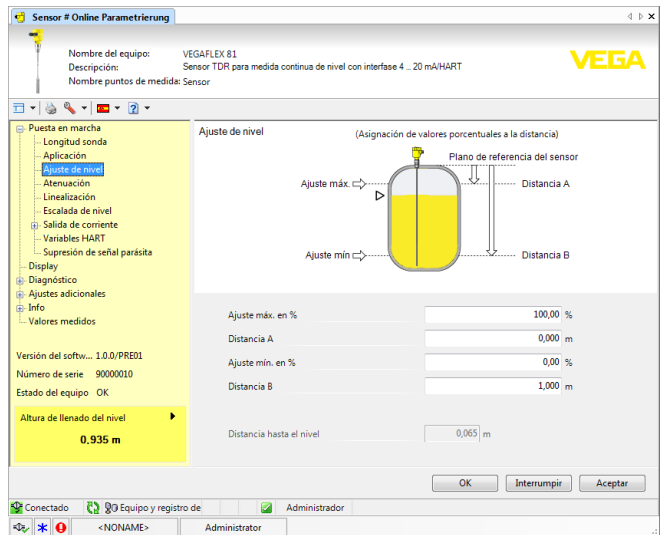 Sensor # Online Parametrierung
Nombre del equipo: VEGAFLEX 81
Descripción: Sensor TDR para medida continua de nivel con interfase 4 .. 20 mA/HART
Nombre puntos de medida: Sensor
VEGA
Puesta en marcha
Longitud sonda
Aplicación
Ajuste de nivel
Atenuación
Linealización
Escalada de nivel
Salida de corriente
Variables HART
Supresión de señal parásita
Display
Diagnóstico
Ajustes adicionales
Info
Valores medidos
Versión del softw... 1.0.0/PRE01
Número de serie 90000010
Estado del equipo OK
Altura de llenado del nivel
0,935 m
Ajuste de nivel
(Asignación de valores porcentuales a la distancia)
Plano de referencia del sensor
Ajuste máx.
Distancia A
Ajuste mín
Distancia B
Ajuste máx. en % 100,00 %
Distancia A 0,000 m
Ajuste mín. en % 0,00 %
Distancia B 1,000 m
Distancia hasta el nivel 0,065 m
OK Interrumpir Aceptar
Conectado Equipo y registro de Administrador
<NONAME> Administrator